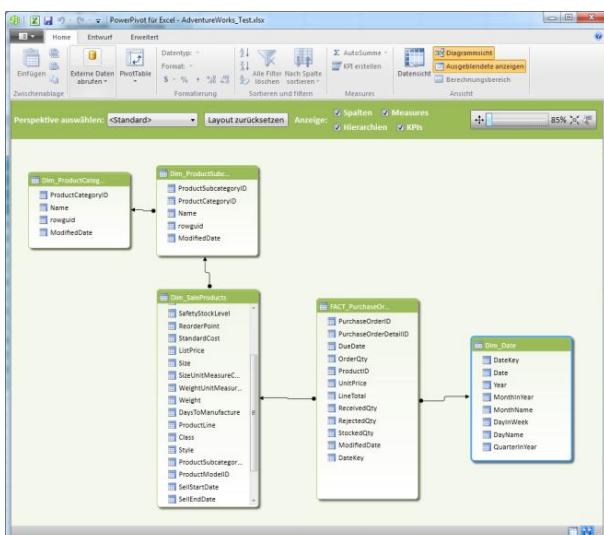 PowerPivot für Excel - AdventureWorks_Test.xlsx
Home Entwurf Erweitert
Einfügen
Zwischenablage
Externe Daten abrufen
PivotTable
Datentyp:
Format:
$ - % ,
Formatierung
Alle Filter löschen
Nach Spalte sortieren
Sortieren und filtern
Σ AutoSumme
KPI erstellen
Measures
Datensicht
Diagrammsicht
Ausgeblendete anzeigen
Berechnungsbereich
Ansicht
Perspektive auswählen: <Standard> Layout zurücksetzen Anzeige: Spalten Measures
Hierarchien KPIs
85%
Dim_ProductCateg...
ProductCategoryID
Name
rowguid
ModifiedDate
Dim_ProductSubc...
ProductSubcategoryID
ProductCategoryID
Name
rowguid
ModifiedDate
Dim_SaleProducts
SafetyStockLevel
ReorderPoint
StandardCost
ListPrice
Size
SizeUnitMeasureC...
WeightUnitMeasur...
Weight
DaysToManufacture
ProductLine
Class
Style
ProductSubcategor...
ProductModelID
SellStartDate
SellEndDate
FACT_PurchaseOr...
PurchaseOrderID
PurchaseOrderDetailID
DueDate
OrderQty
ProductID
UnitPrice
LineTotal
ReceivedQty
RejectedQty
StockedQty
ModifiedDate
DateKey
Dim_Date
DateKey
Date
Year
MonthInYear
MonthName
DayInWeek
DayName
QuarterInYear